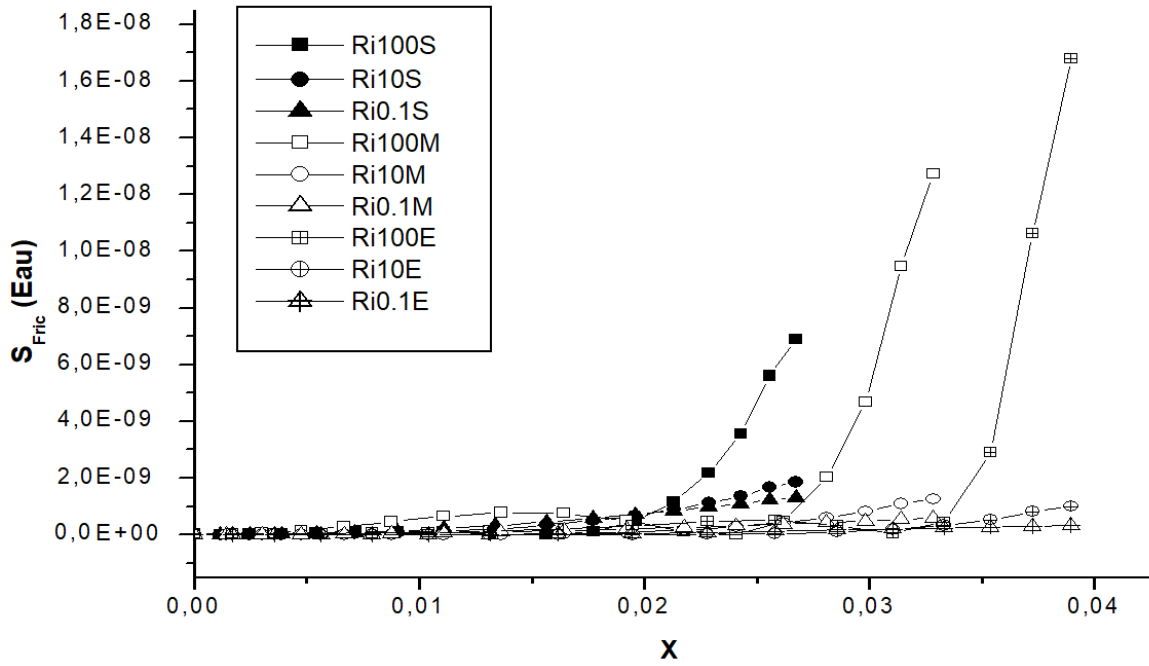 1,8E-08
1,6E-08
1,4E-08
1,2E-08
1,0E-08
8,0E-09
6,0E-09
4,0E-09
2,0E-09
0,0E+00
S_Fric (Eau)
Ri100S
Ri10S
Ri0.1S
Ri100M
Ri10M
Ri0.1M
Ri100E
Ri10E
Ri0.1E
0,00
0,01
0,02
0,03
0,04
X